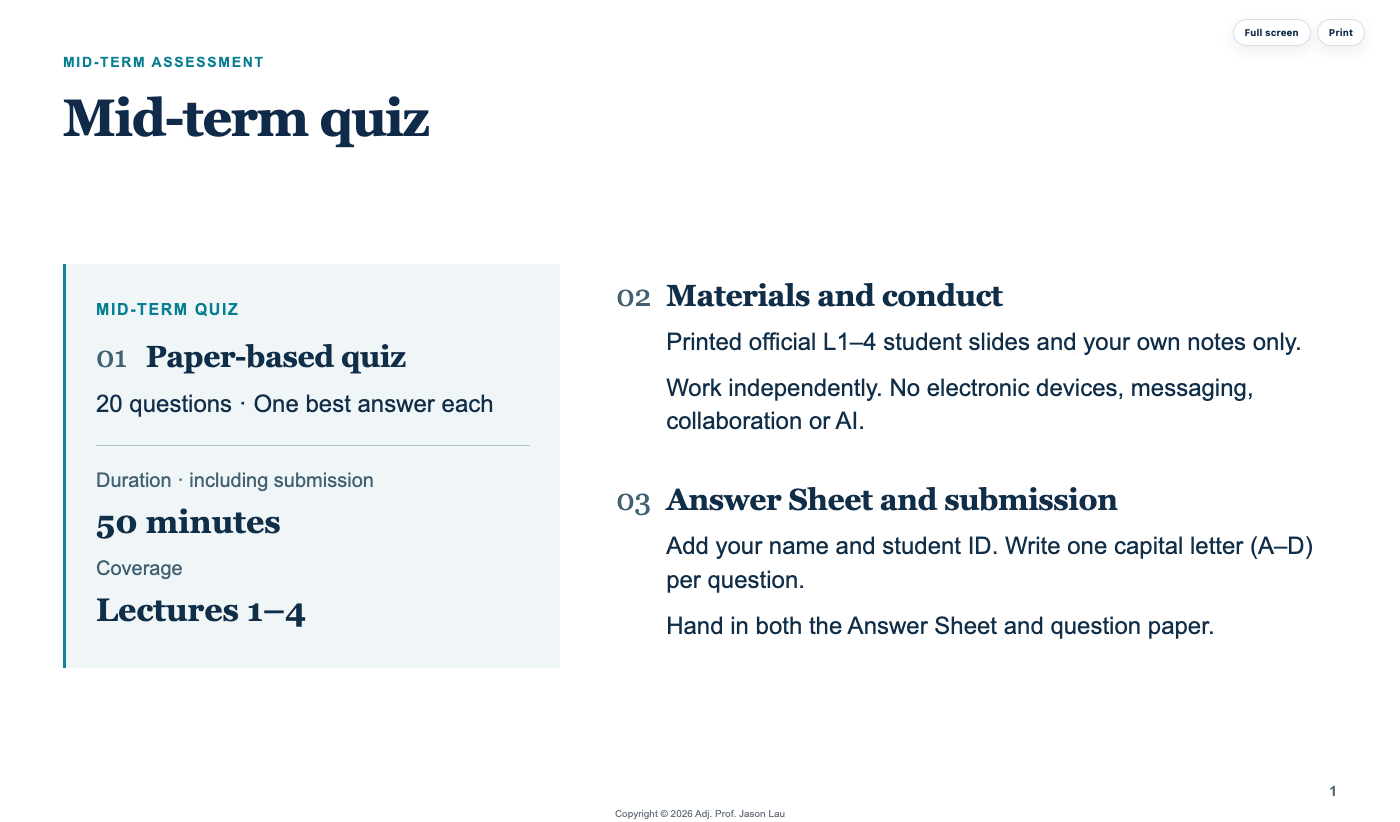 Full screen
Print
MID-TERM ASSESSMENT
Mid-term quiz
MID-TERM QUIZ
01 Paper-based quiz
20 questions · One best answer each
Duration · including submission
50 minutes
Coverage
Lectures 1–4
02 Materials and conduct
Printed official L1–4 student slides and your own notes only.
Work independently. No electronic devices, messaging,
collaboration or AI.
03 Answer Sheet and submission
Add your name and student ID. Write one capital letter (A–D)
per question.
Hand in both the Answer Sheet and question paper.
1
Copyright © 2026 Adj. Prof. Jason Lau